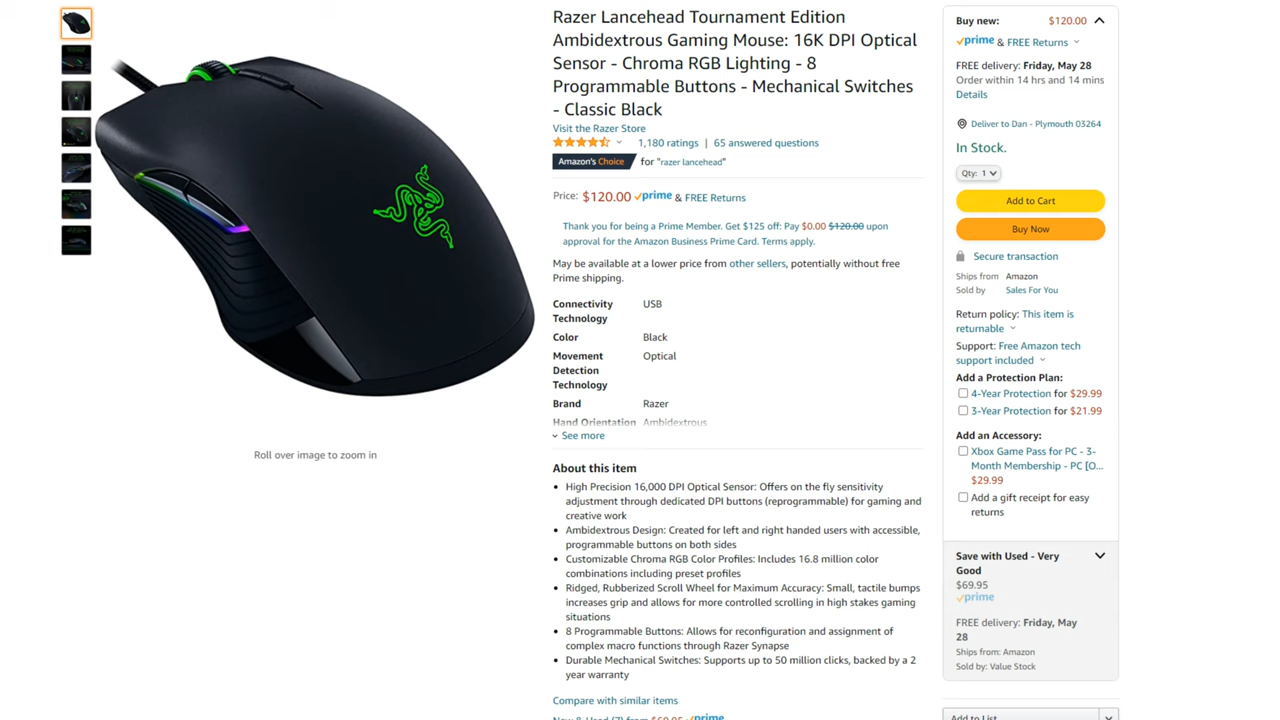 Razer Lancehead Tournament Edition
Ambidextrous Gaming Mouse: 16K DPI Optical
Sensor - Chroma RGB Lighting - 8
Programmable Buttons - Mechanical Switches
- Classic Black
Visit the Razer Store
1,180 ratings | 65 answered questions
Amazon's Choice for "razer lancehead"
Price: $120.00 prime & FREE Returns
Thank you for being a Prime Member. Get $125 off: Pay $0.00 $120.00 upon
approval for the Amazon Business Prime Card. Terms apply.
May be available at a lower price from other sellers, potentially without free
Prime shipping.
Connectivity USB
Technology
Color Black
Movement Optical
Detection
Technology
Brand Razer
Hand Orientation Ambidextrous
See more
Roll over image to zoom in
About this item
• High Precision 16,000 DPI Optical Sensor: Offers on the fly sensitivity
adjustment through dedicated DPI buttons (reprogrammable) for gaming and
creative work
• Ambidextrous Design: Created for left and right handed users with accessible,
programmable buttons on both sides
• Customizable Chroma RGB Color Profiles: Includes 16.8 million color
combinations including preset profiles
• Ridged, Rubberized Scroll Wheel for Maximum Accuracy: Small, tactile bumps
increases grip and allows for more controlled scrolling in high stakes gaming
situations
• 8 Programmable Buttons: Allows for reconfiguration and assignment of
complex macro functions through Razer Synapse
• Durable Mechanical Switches: Supports up to 50 million clicks, backed by a 2
year warranty
Compare with similar items
New & Used (7) from $69.95 prime
Buy new: $120.00
prime & FREE Returns
FREE delivery: Friday, May 28
Order within 14 hrs and 14 mins
Details
Deliver to Dan - Plymouth 03264
In Stock.
Qty: 1
Add to Cart
Buy Now
Secure transaction
Ships from Amazon
Sold by Sales For You
Return policy: This item is
returnable
Support: Free Amazon tech
support included
Add a Protection Plan:
4-Year Protection for $29.99
3-Year Protection for $21.99
Add an Accessory:
Xbox Game Pass for PC - 3-
Month Membership - PC [O...
$29.99
Add a gift receipt for easy
returns
Save with Used - Very
Good
$69.95
prime
FREE delivery: Friday, May
28
Ships from: Amazon
Sold by: Value Stock
Add to List